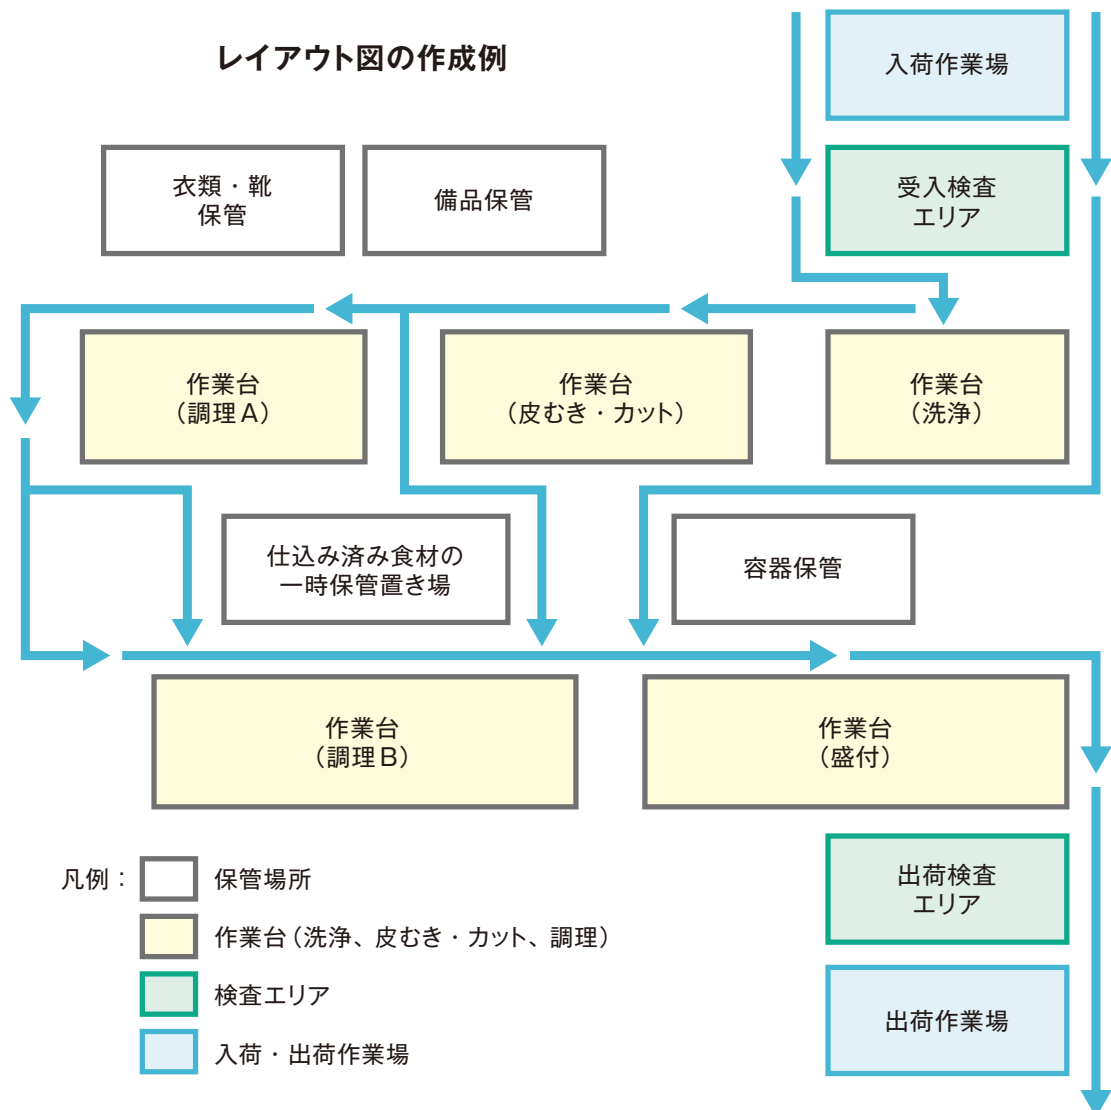 レイアウト図の作成例
入荷作業場
衣類・靴
保管
備品保管
受入検査
エリア
作業台
（調理A）
作業台
（皮むき・カット）
作業台
（洗浄）
仕込み済み食材の
一時保管置き場
容器保管
作業台
（調理B）
作業台
（盛付）
凡例：
保管場所
作業台（洗浄、皮むき・カット、調理）
検査エリア
入荷・出荷作業場
出荷検査
エリア
出荷作業場